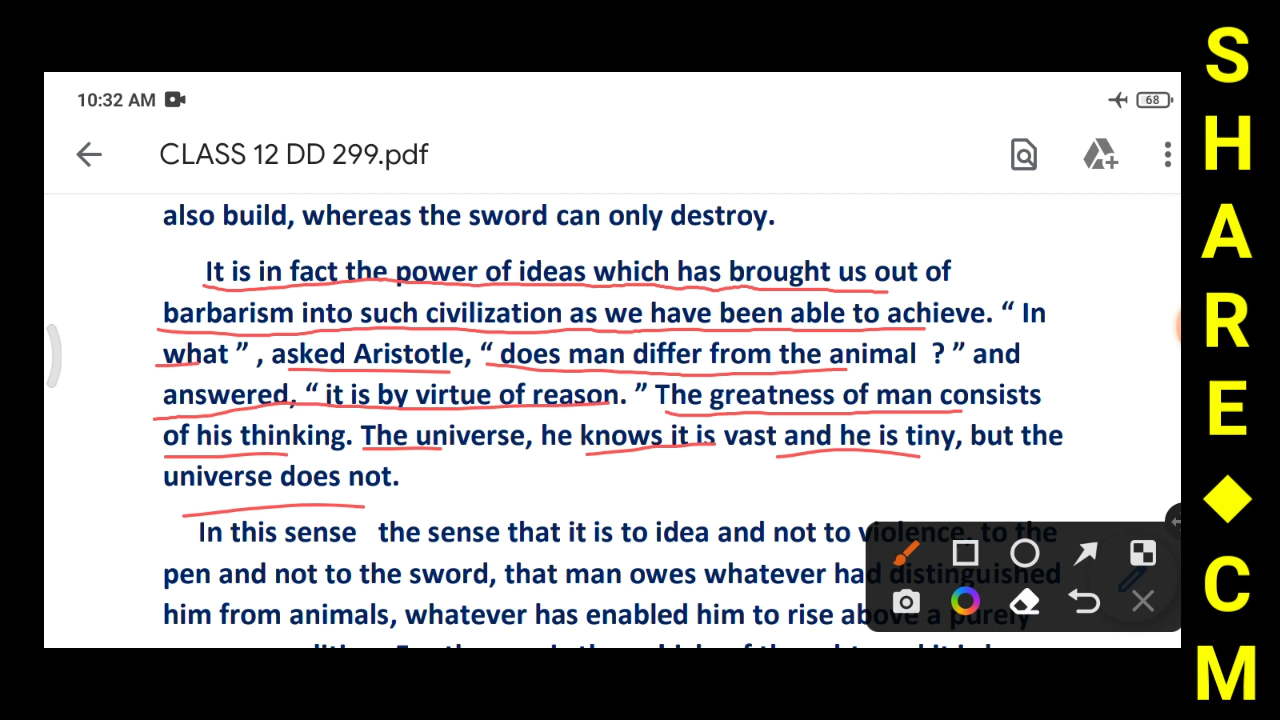 10:32 AM
68
CLASS 12 DD 299.pdf
also build, whereas the sword can only destroy.
It is in fact the power of ideas which has brought us out of
barbarism into such civilization as we have been able to achieve. “ In
what ” , asked Aristotle, “ does man differ from the animal ? ” and
answered, “ it is by virtue of reason. ” The greatness of man consists
of his thinking. The universe, he knows it is vast and he is tiny, but the
universe does not.
In this sense the sense that it is to idea and not to violence, to the
pen and not to the sword, that man owes whatever had distinguished
him from animals, whatever has enabled him to rise above a purely
SHARE◆CM